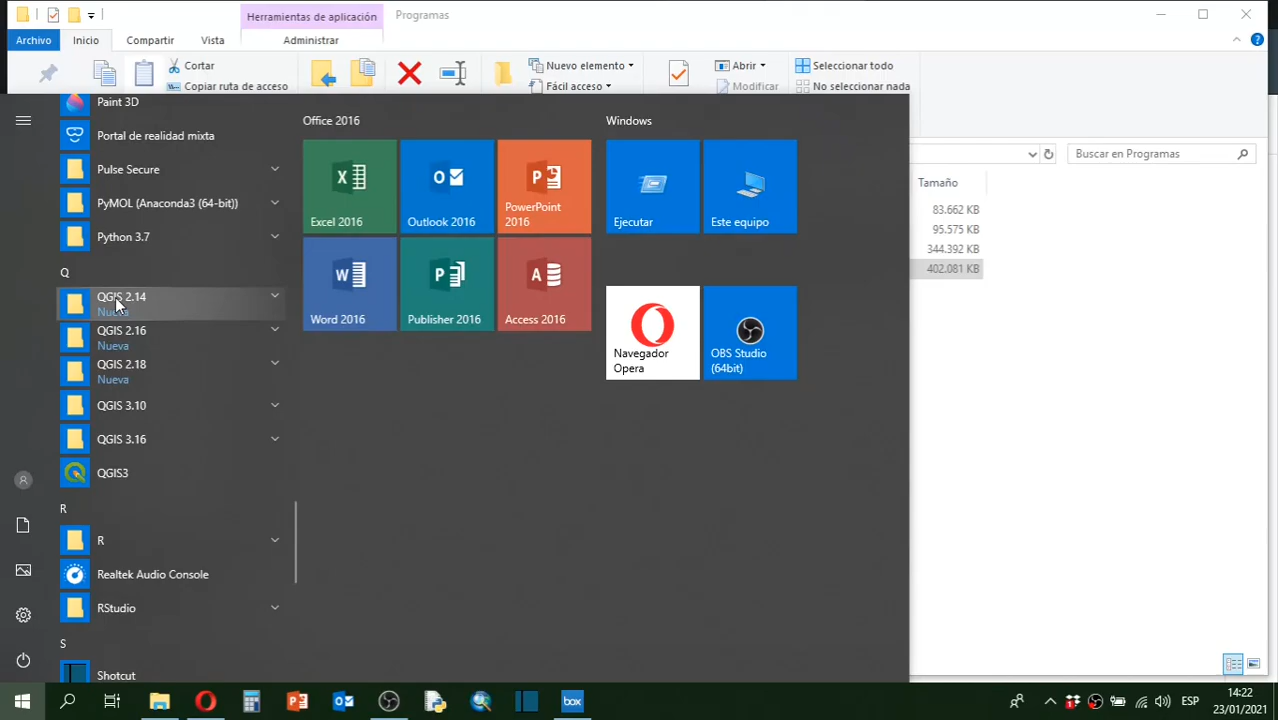 Herramientas de aplicación
Programas
Archivo
Inicio
Compartir
Vista
Administrar
Cortar
Copiar ruta de acceso
Nuevo elemento
Fácil acceso
Abrir
Modificar
Seleccionar todo
No seleccionar nada
Buscar en Programas
Tamaño
83.662 KB
95.575 KB
344.392 KB
402.081 KB
Paint 3D
Portal de realidad mixta
Pulse Secure
PyMOL (Anaconda3 (64-bit))
Python 3.7
Q
QGIS 2.14
Nueva
QGIS 2.16
Nueva
QGIS 2.18
Nueva
QGIS 3.10
QGIS 3.16
QGIS3
R
R
Realtek Audio Console
RStudio
S
Shotcut
Office 2016
Excel 2016
Outlook 2016
PowerPoint
2016
Word 2016
Publisher 2016
Access 2016
Windows
Ejecutar
Este equipo
Navegador
Opera
OBS Studio
(64bit)
box
ESP
14:22
23/01/2021